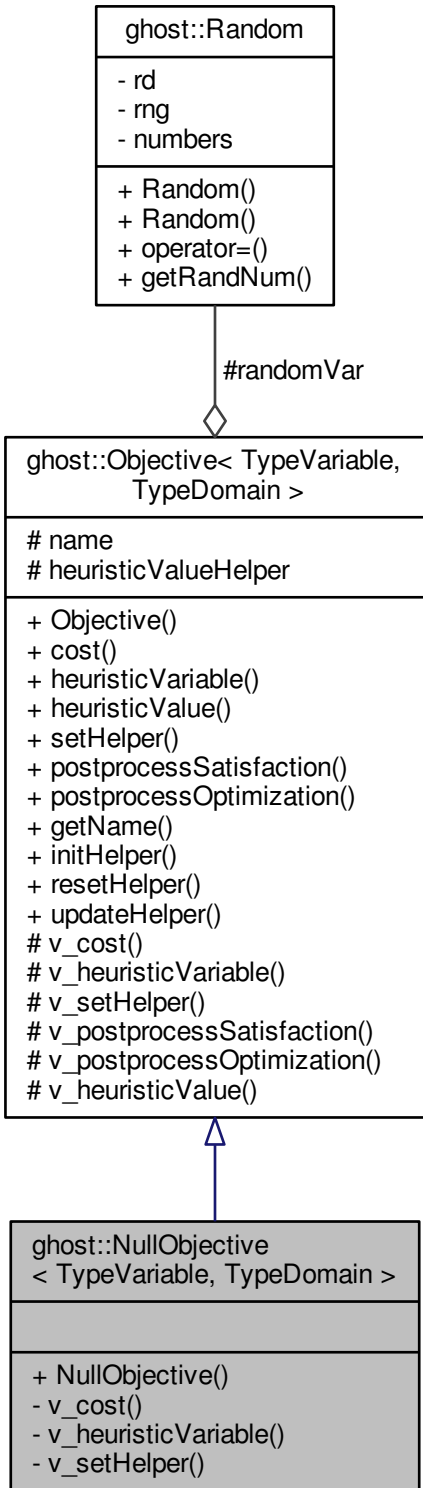 ghost::Random
- rd
- rng
- numbers
+ Random()
+ Random()
+ operator=()
+ getRandNum()
#randomVar
ghost::Objective< TypeVariable,
TypeDomain >
# name
# heuristicValueHelper
+ Objective()
+ cost()
+ heuristicVariable()
+ heuristicValue()
+ setHelper()
+ postprocessSatisfaction()
+ postprocessOptimization()
+ getName()
+ initHelper()
+ resetHelper()
+ updateHelper()
# v_cost()
# v_heuristicVariable()
# v_setHelper()
# v_postprocessSatisfaction()
# v_postprocessOptimization()
# v_heuristicValue()
ghost::NullObjective
< TypeVariable, TypeDomain >
+ NullObjective()
- v_cost()
- v_heuristicVariable()
- v_setHelper()